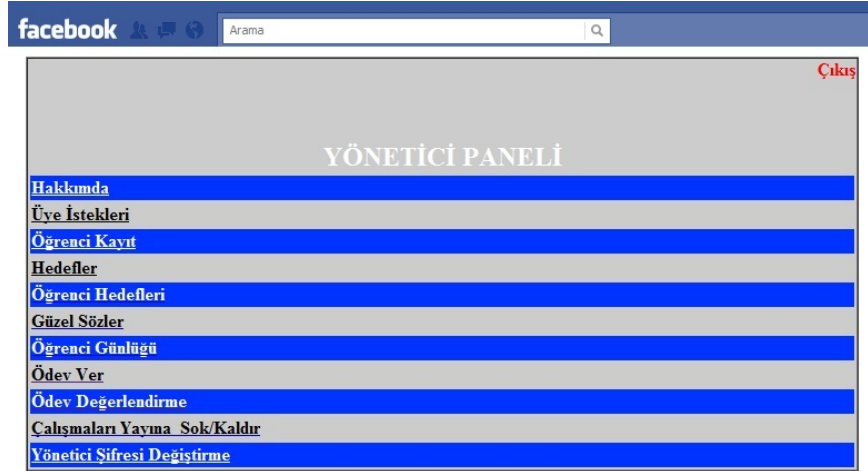 facebook
Arama
Çıkış
YÖNETİCİ PANELİ
Hakkımda
Üye İstekleri
Öğrenci Kayıt
Hedefler
Öğrenci Hedefleri
Güzel Sözler
Öğrenci Günlüğü
Ödev Ver
Ödev Değerlendirme
Çalışmaları Yayına Sok/Kaldır
Yönetici Şifresi Değiştirme